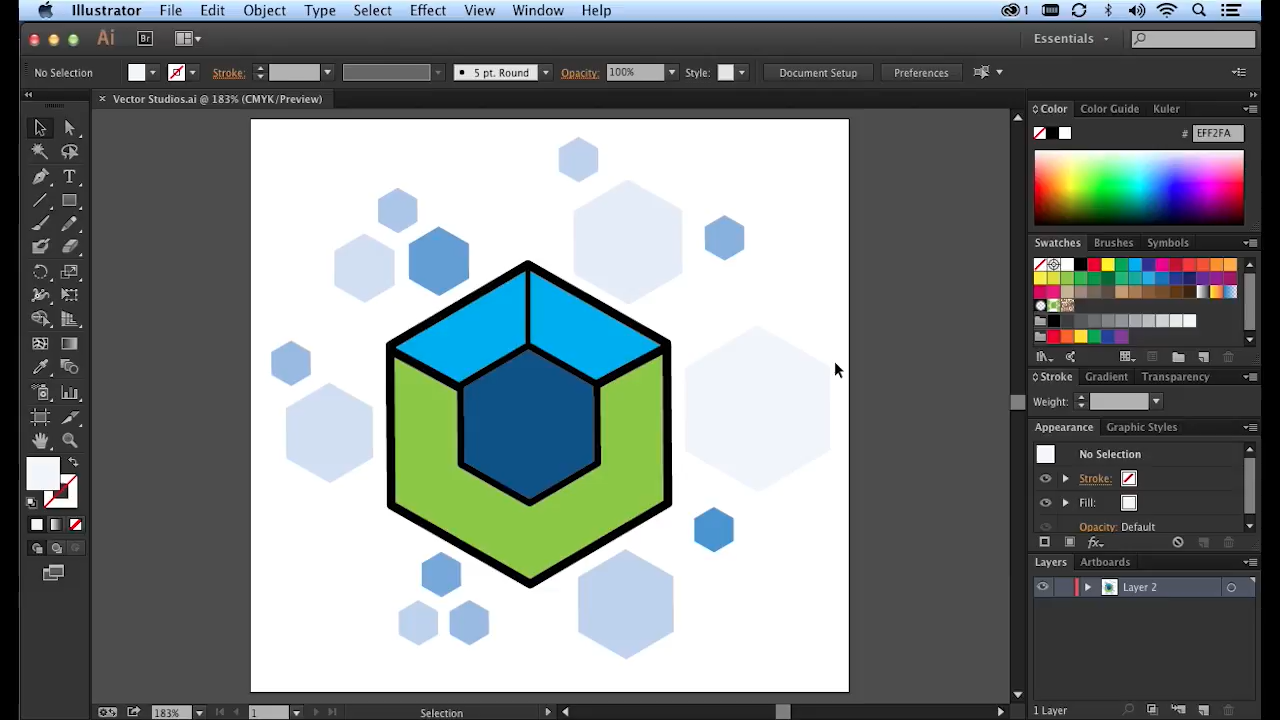 Illustrator File Edit Object Type Select Effect View Window Help 1
Ai Br Essentials
No Selection Stroke: 5 pt. Round Opacity: 100% Style: Document Setup Preferences
× Vector Studios.ai @ 183% (CMYK/Preview)
Color Color Guide Kuler
# EFF2FA
Swatches Brushes Symbols
Stroke Gradient Transparency
Weight:
Appearance Graphic Styles
No Selection
Stroke:
Fill:
Opacity: Default
fx
Layers Artboards
Layer 2
183% 1 Selection 1 Layer